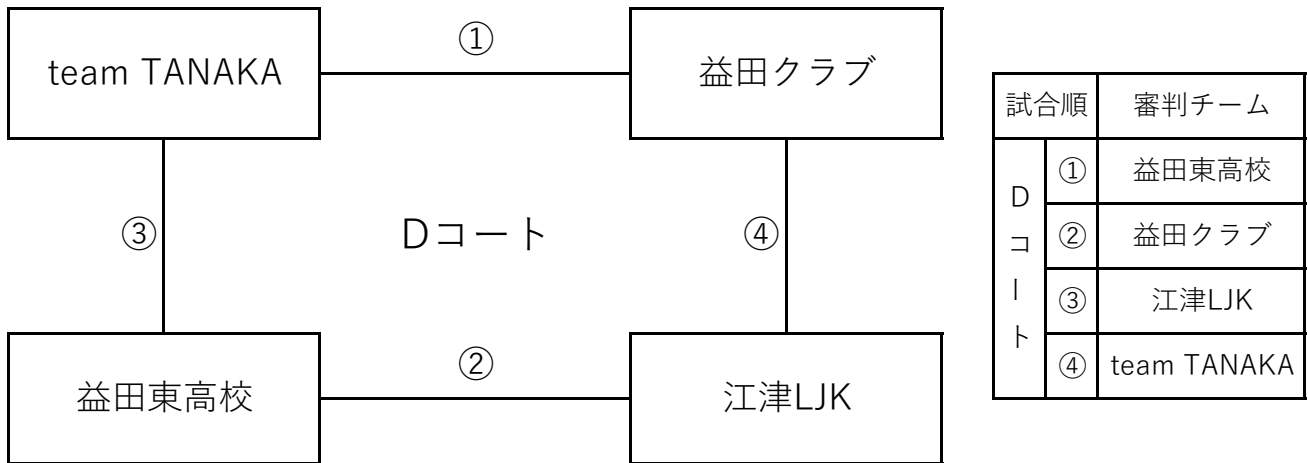 ①
team TANAKA
益田クラブ
③
Dコート
④
②
益田東高校
江津LJK
試合順 審判チーム
Dコート
① 益田東高校
② 益田クラブ
③ 江津LJK
④ team TANAKA